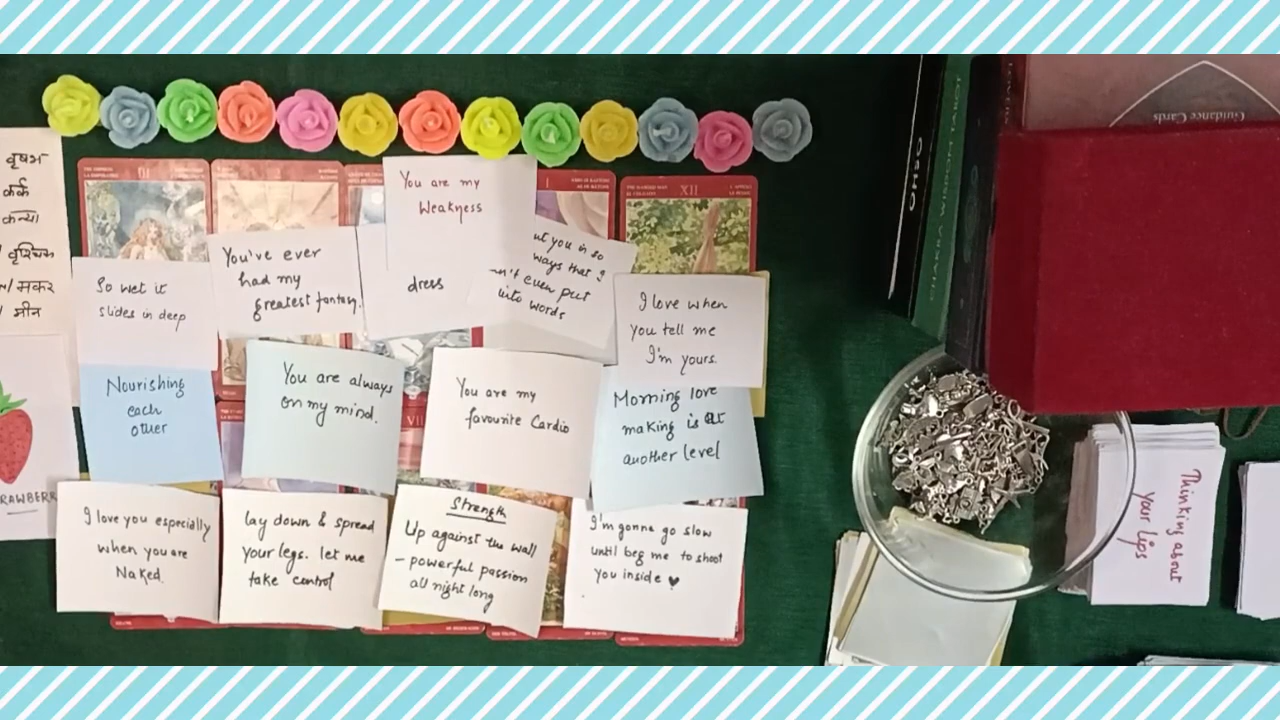 वृषभ
कर्क
कन्या
वृश्चिक
मकर
मीन
RAWBERR
You are my
Weakness
You've ever
had my
greatest fantasy.
dress
ut you in so
ways that I
n't even put
into words
So wet it
slides in deep
I love when
you tell me
I'm yours.
Nourishing
each
other
You are always
on my mind.
You are my
favourite Cardio
Morning love
making is at
another level
I love you especially
when you are
Naked.
lay down & spread
your legs. let me
take control
Strength
Up against the wall
- powerful passion
all night long
I'm gonna go slow
until beg me to shoot
you inside ♥
OSHO
CHAKRA WISDOM TAROT
Guidance Cards
Thinking about
your lips
III
XII
VII